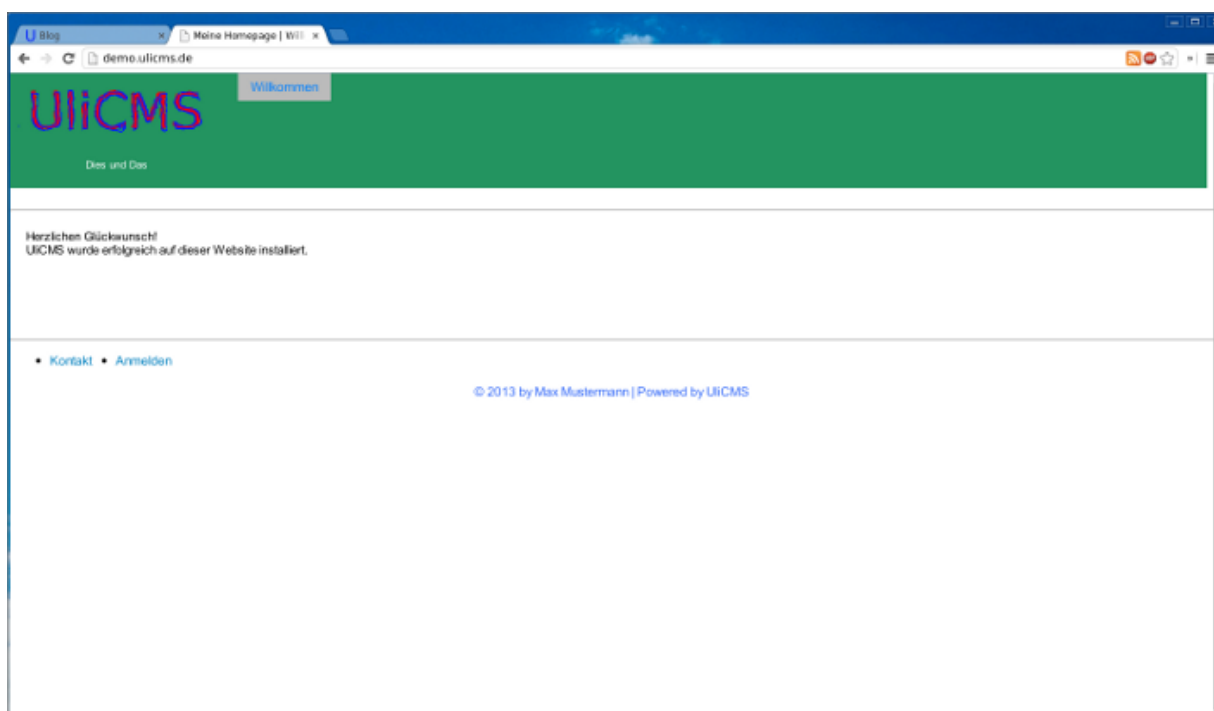 Blog
Meine Homepage | Will
demo.ulicms.de
UliCMS
Willkommen
Dies und Das
Herzlichen Glückwunsch!
UliCMS wurde erfolgreich auf dieser Website installiert.
• Kontakt • Anmelden
© 2013 by Max Mustermann | Powered by UliCMS